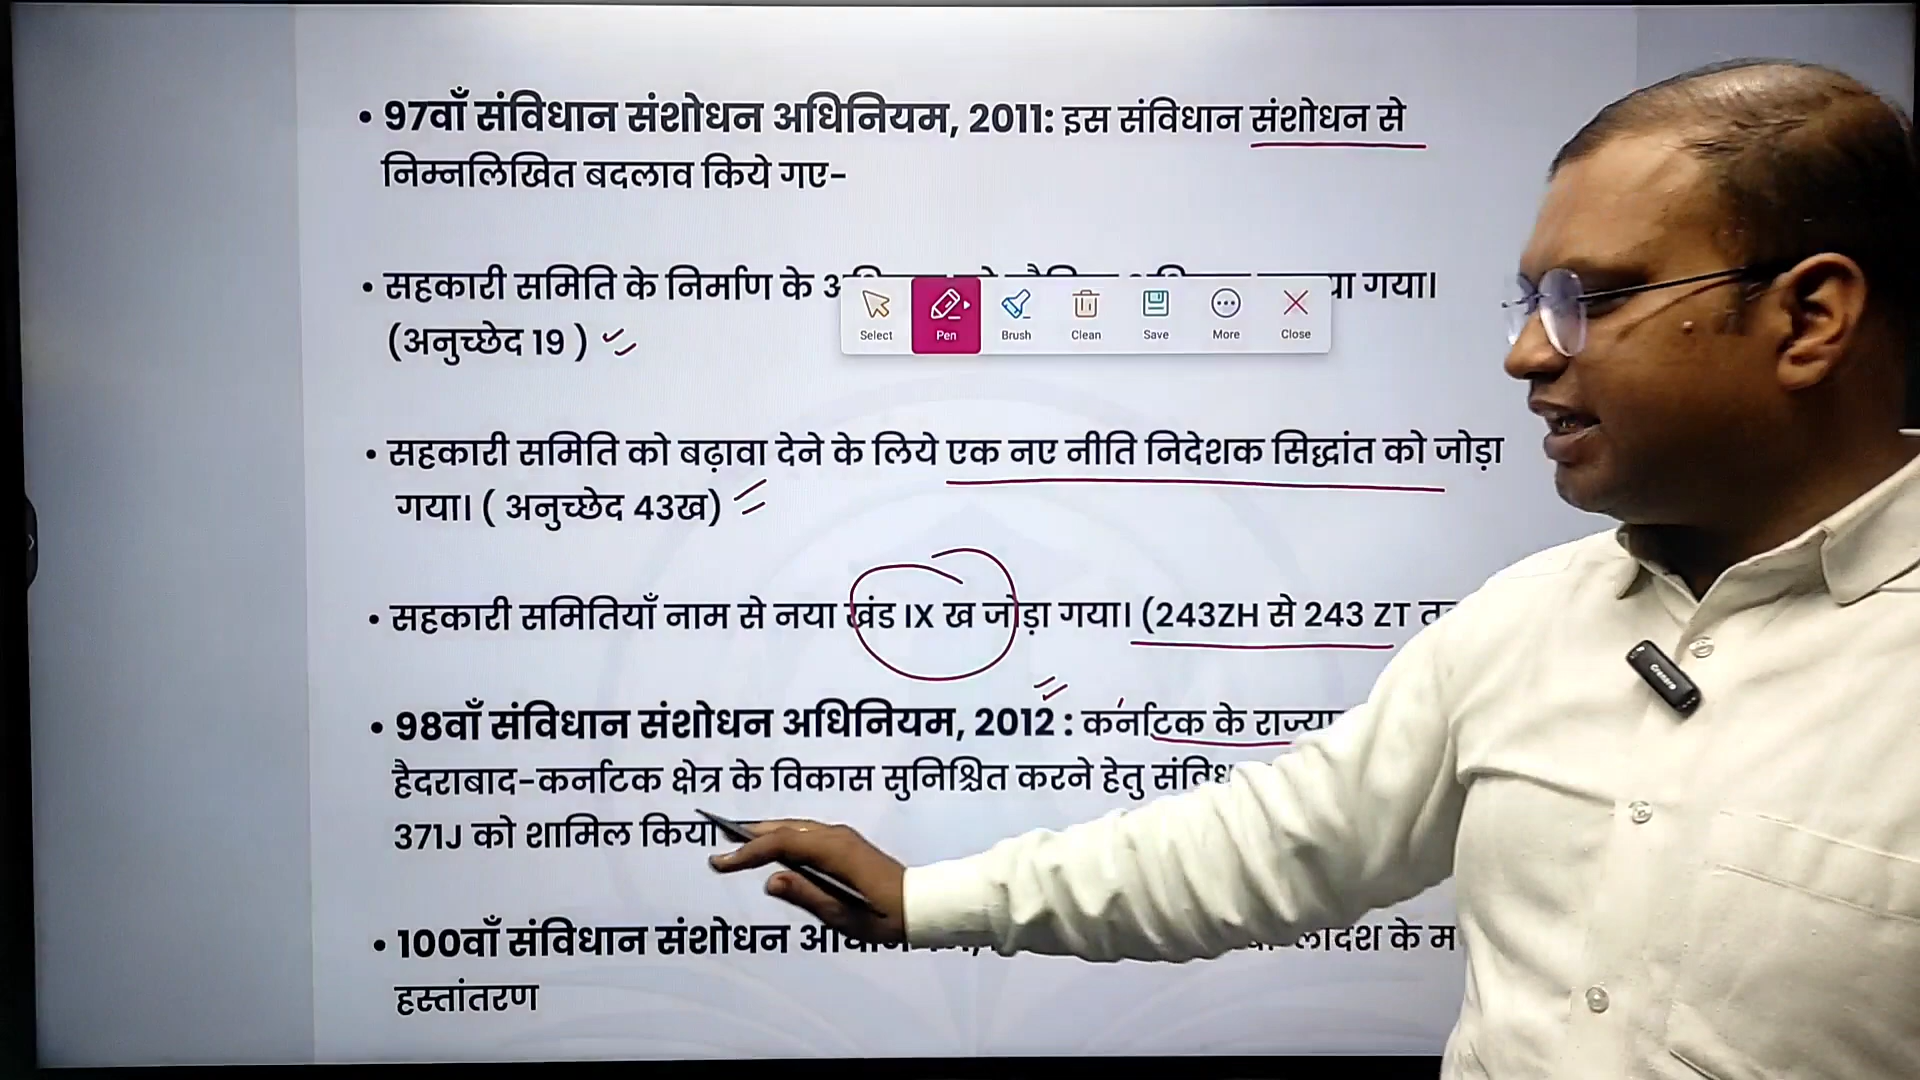 • 97वाँ संविधान संशोधन अधिनियम, 2011: इस संविधान संशोधन से
निम्नलिखित बदलाव किये गए-
• सहकारी समिति के निर्माण के गया।
(अनुच्छेद 19 )
Select Pen Brush Clean Save More Close
• सहकारी समिति को बढ़ावा देने के लिये एक नए नीति निदेशक सिद्धांत को जोड़ा
गया। ( अनुच्छेद 43ख)
• सहकारी समितियाँ नाम से नया खंड IX ख जोड़ा गया। (243ZH से 243 ZT
• 98वाँ संविधान संशोधन अधिनियम, 2012 : कर्नाटक के
हैदराबाद-कर्नाटक क्षेत्र के विकास सुनिश्चित करने हेतु
371J को शामिल किया
• 100वाँ संविधान संशोधन के
हस्तांतरण